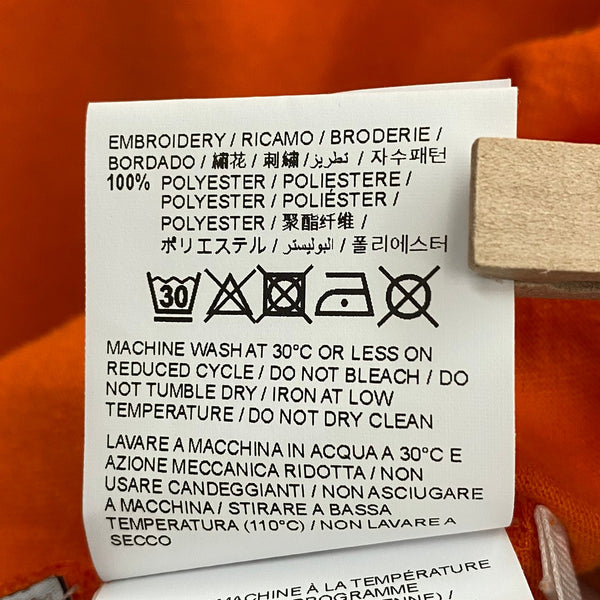 EMBROIDERY / RICAMO / BRODERIE /
BORDADO / 繡花 / 刺繍 / تطريز / 자수패턴
100% POLYESTER / POLIESTERE /
POLYESTER / POLIÉSTER /
POLYESTER / 聚酯纤维 /
ポリエステル / البوليستر / 폴리에스터
30
MACHINE WASH AT 30°C OR LESS ON
REDUCED CYCLE / DO NOT BLEACH / DO
NOT TUMBLE DRY / IRON AT LOW
TEMPERATURE / DO NOT DRY CLEAN
LAVARE A MACCHINA IN ACQUA A 30°C E
AZIONE MECCANICA RIDOTTA / NON
USARE CANDEGGIANTI / NON ASCIUGARE
A MACCHINA / STIRARE A BASSA
TEMPERATURA (110°C) / NON LAVARE A
SECCO
MACHINE À LA TEMPÉRATURE
PROGRAMME